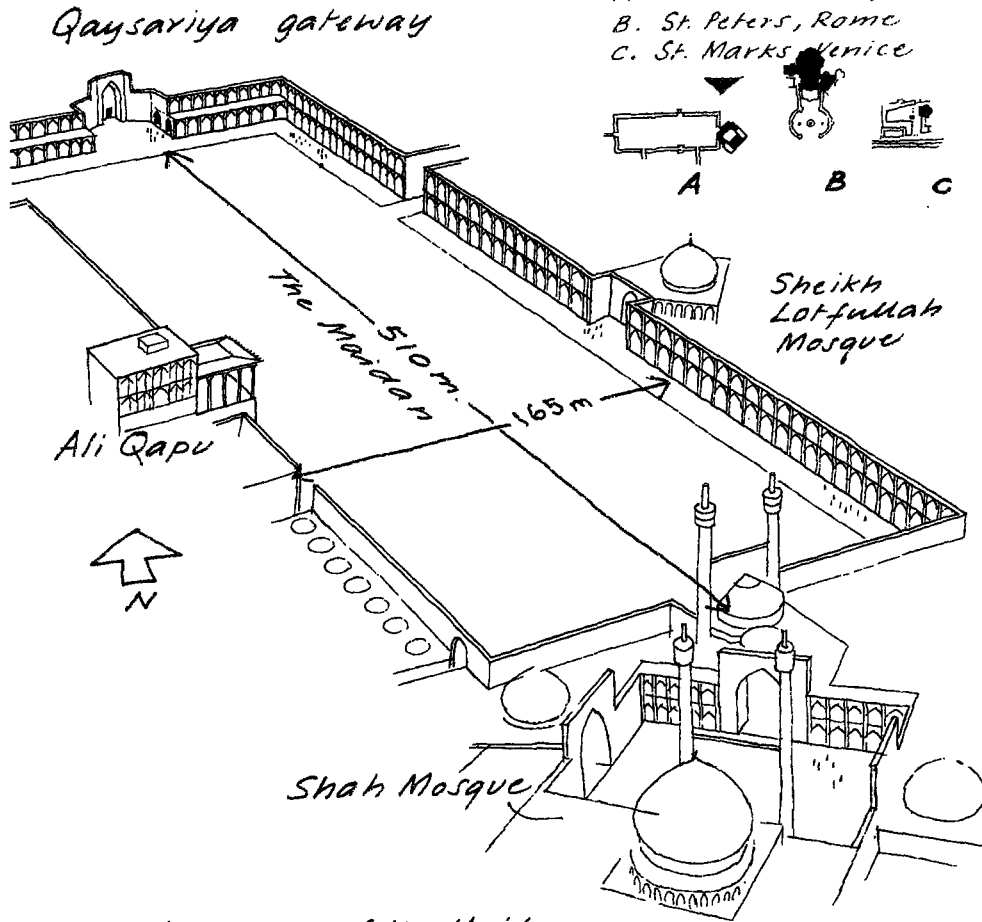 Qaysariya gateway
B. St. Peters, Rome
C. St. Marks, Venice
A
B
C
Sheikh
Lotfullah
Mosque
The Maidan
510m.
165m
Ali Qapu
N
Shah Mosque